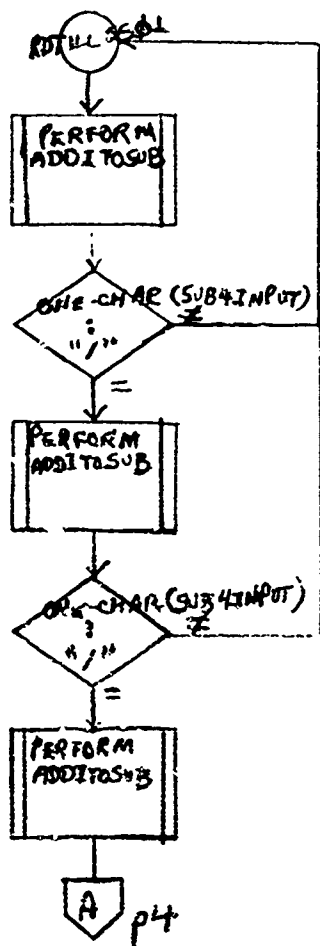 PERFORM
ADDITOSUB
ONE-CHAR (SUB4INPUT)
:
"/"
≠
=
PERFORM
ADDITOSUB
ONE-CHAR (SUB4INPUT)
:
"/"
≠
=
PERFORM
ADDITOSUB
A
p4